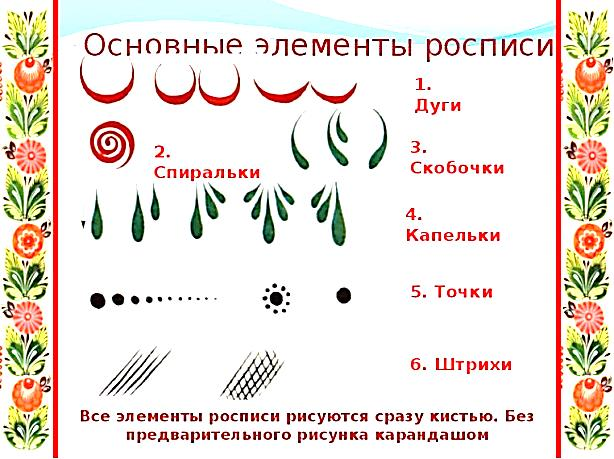 Основные элементы росписи
1.
Дуги
2.
Спиральки
3.
Скобочки
4.
Капельки
5. Точки
6. Штрихи
Все элементы росписи рисуются сразу кистью. Без
предварительного рисунка карандашом